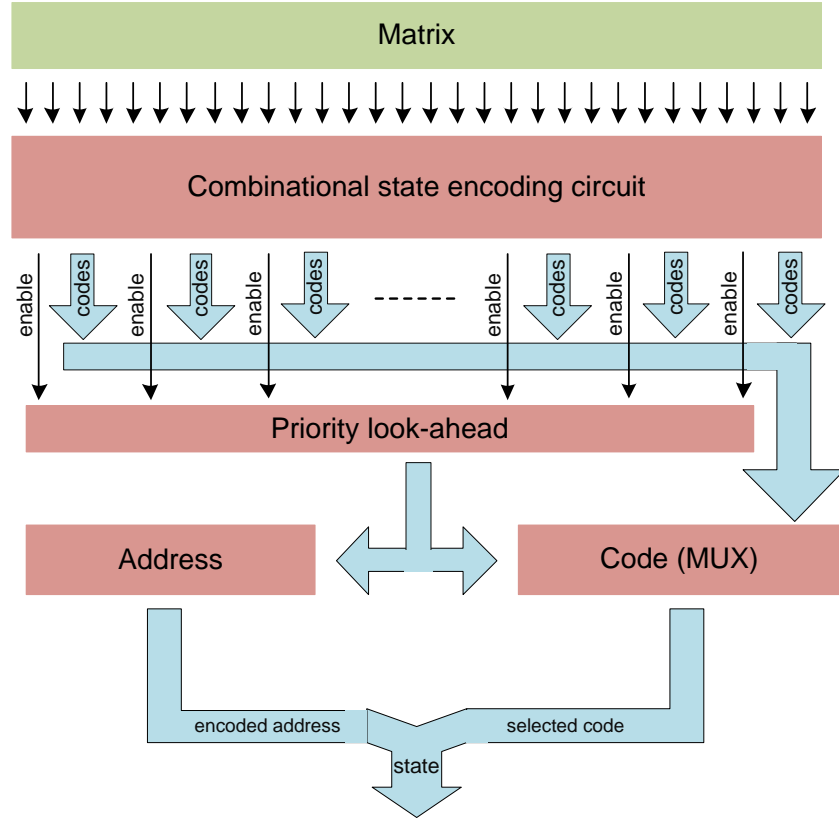 Matrix
Combinational state encoding circuit
enable
codes
enable
codes
enable
codes
enable
codes
enable
codes
enable
codes
Priority look-ahead
Address
Code (MUX)
encoded address
selected code
state